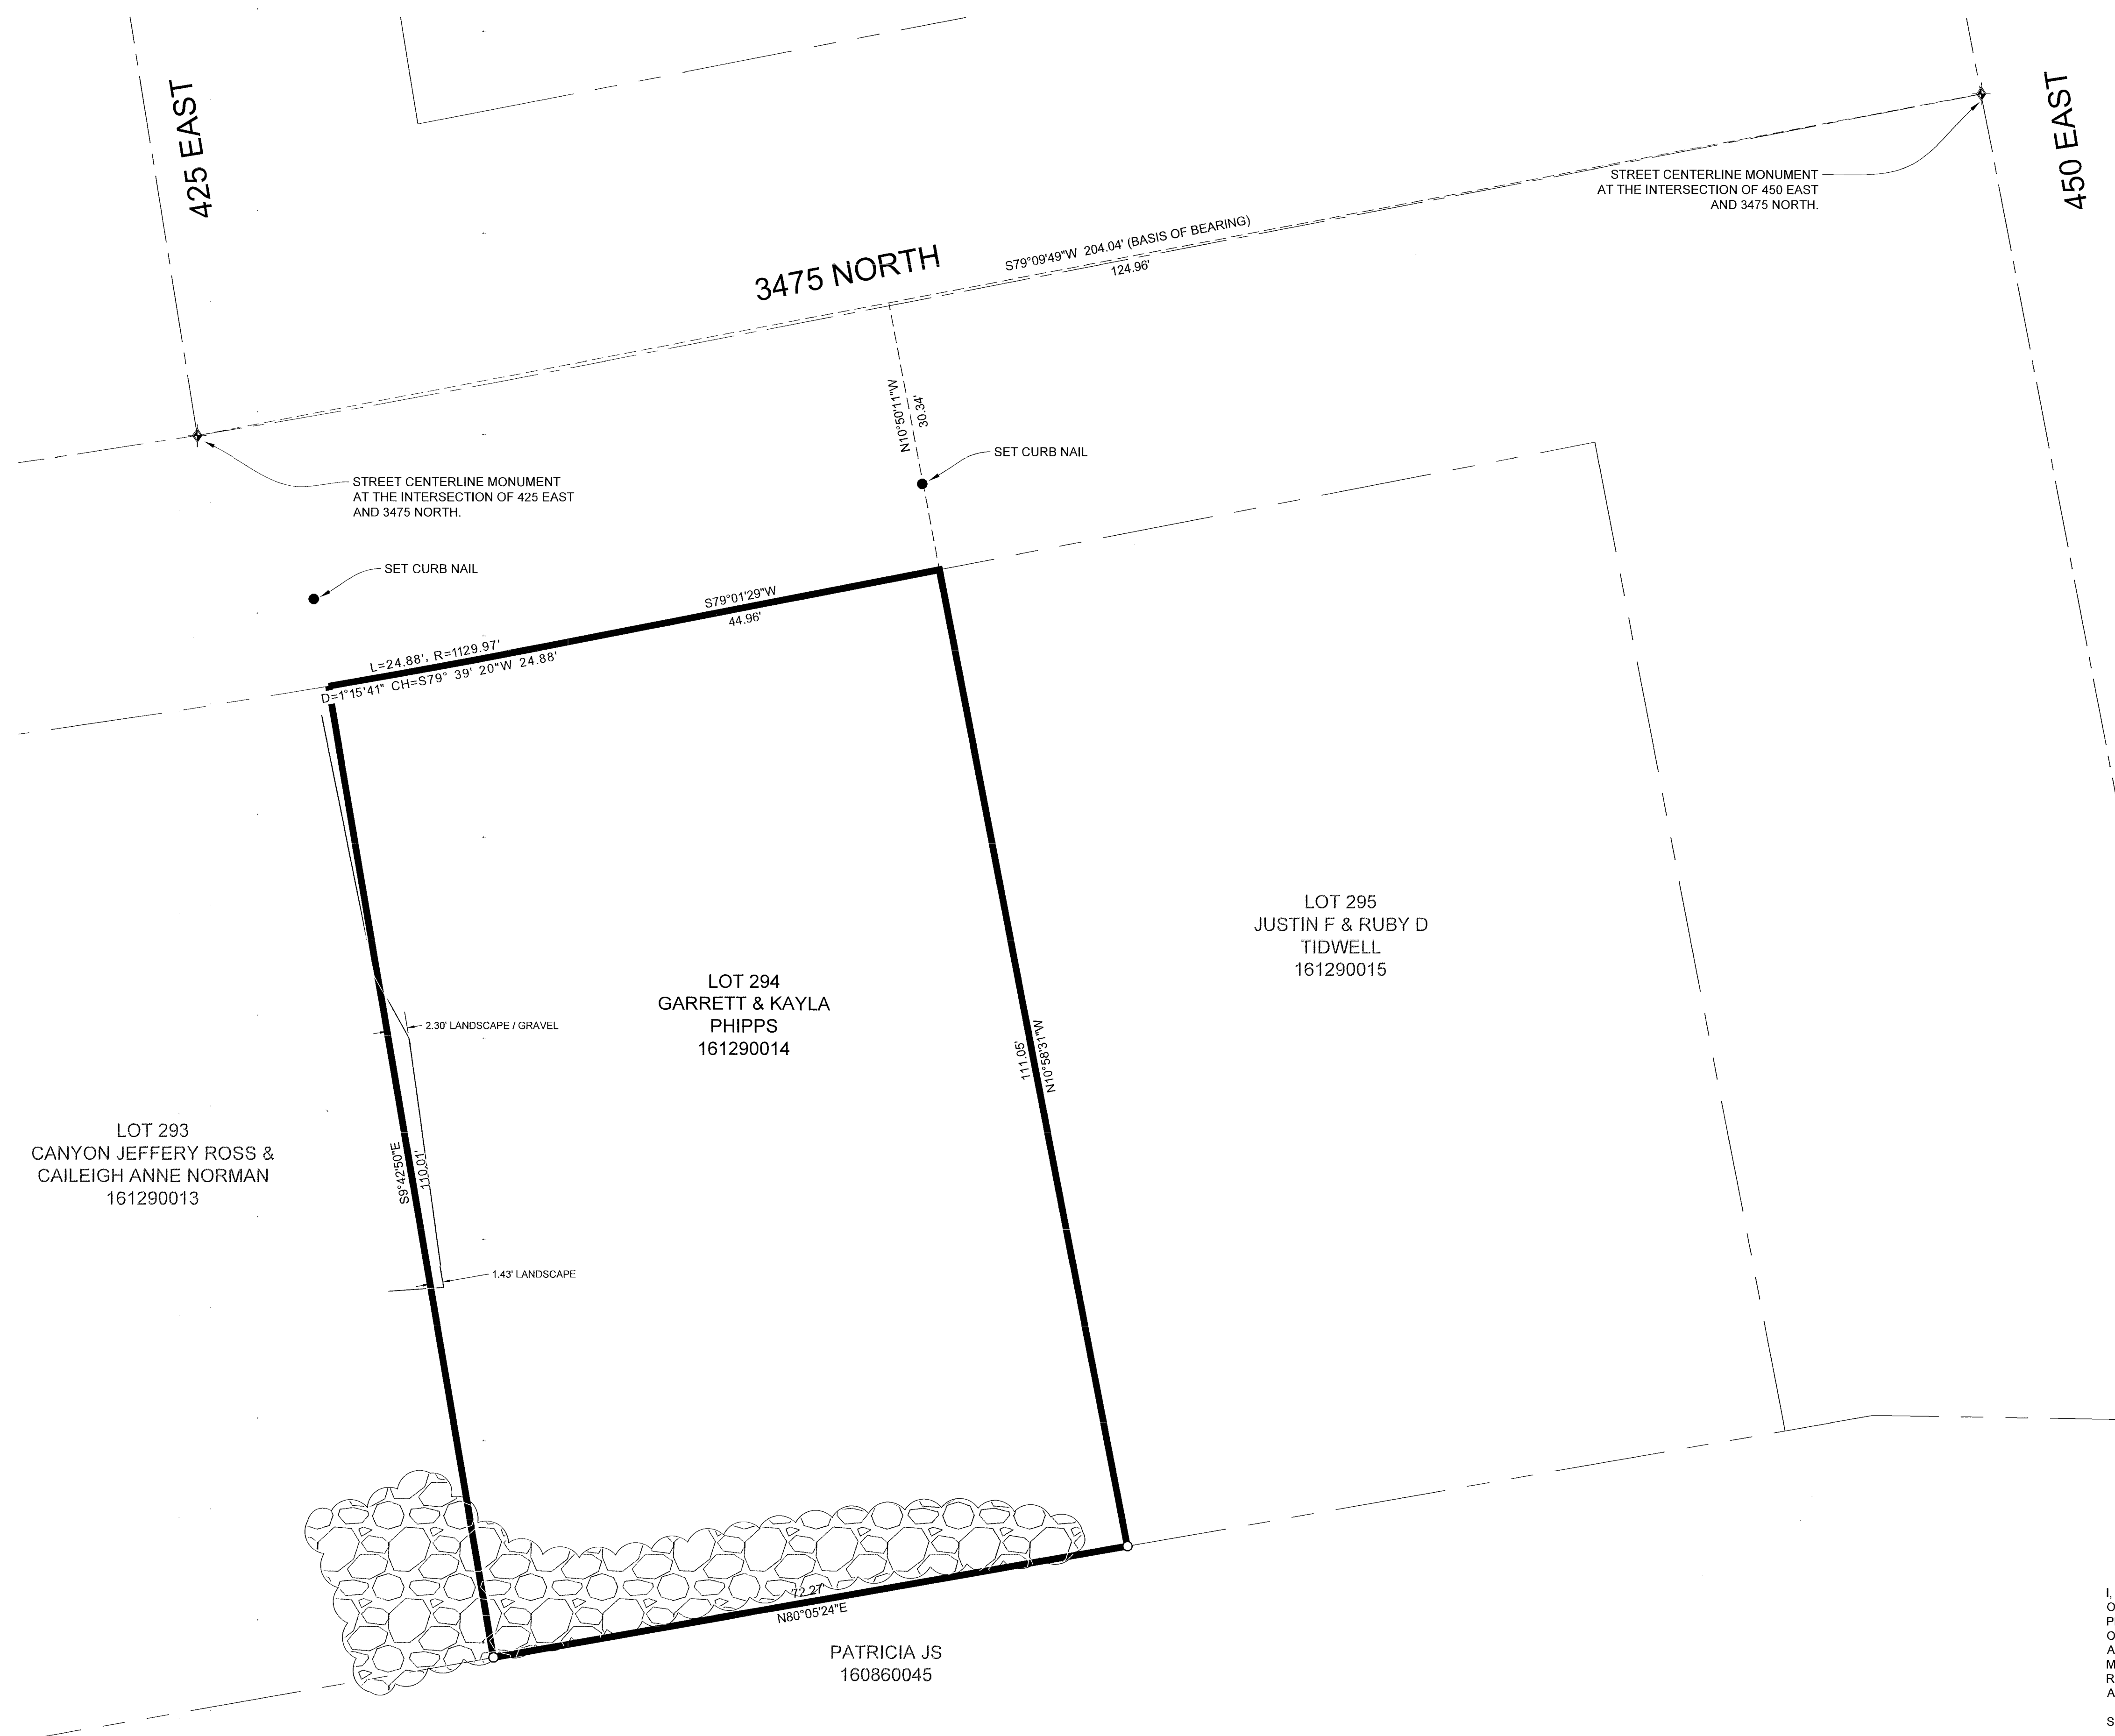 425 EAST
450 EAST
STREET CENTERLINE MONUMENT
AT THE INTERSECTION OF 450 EAST
AND 3475 NORTH.
3475 NORTH
S79°09'49"W 204.04' (BASIS OF BEARING)
124.96'
N10°50'11"W
30.34'
SET CURB NAIL
STREET CENTERLINE MONUMENT
AT THE INTERSECTION OF 425 EAST
AND 3475 NORTH.
SET CURB NAIL
S79°01'29"W
44.96'
L=24.88', R=1129.97'
D=1°15'41" CH=S79° 39' 20"W 24.88'
LOT 295
JUSTIN F & RUBY D
TIDWELL
161290015
LOT 294
GARRETT & KAYLA
PHIPPS
161290014
2.30' LANDSCAPE / GRAVEL
111.05'
N10°58'31"W
LOT 293
CANYON JEFFERY ROSS &
CAILEIGH ANNE NORMAN
161290013
S9°42'50"E
110.01'
1.43' LANDSCAPE
72.27'
N80°05'24"E
PATRICIA JS
160860045
I,
O
P
O
A
M
R
A
S